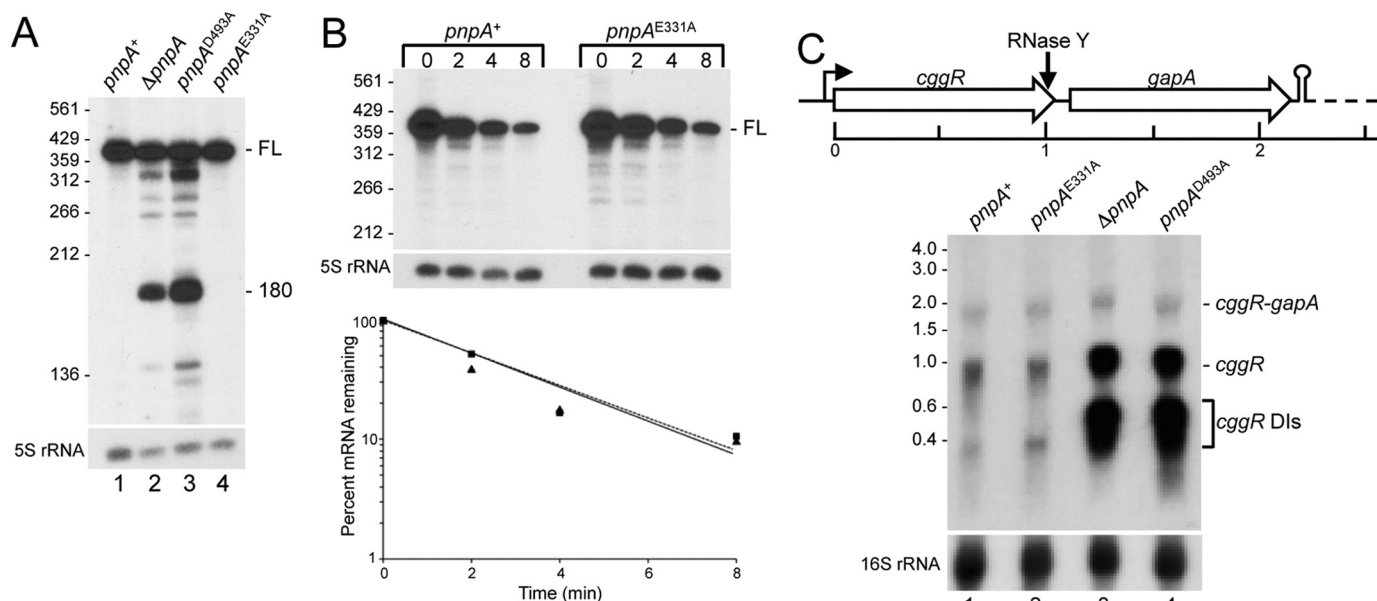 A
pnpA+
ΔpnpA
pnpAD493A
pnpAE331A
561 -
429 -
359 -
312 -
266 -
212 -
136 -
- FL
- 180
5S rRNA
1 2 3 4
B
pnpA+ pnpAE331A
0 2 4 8 0 2 4 8
561 -
429 -
359 -
312 -
266 -
212 -
- FL
5S rRNA
Percent mRNA remaining
100
10
1
0 2 4 6 8
Time (min)
C
RNase Y
cggR gapA
0 1 2
pnpA+
pnpAE331A
ΔpnpA
pnpAD493A
4.0 -
3.0 -
2.0 -
1.5 -
1.0 -
0.6 -
0.4 -
- cggR-gapA
- cggR
cggR DIs
16S rRNA
1 2 3 4